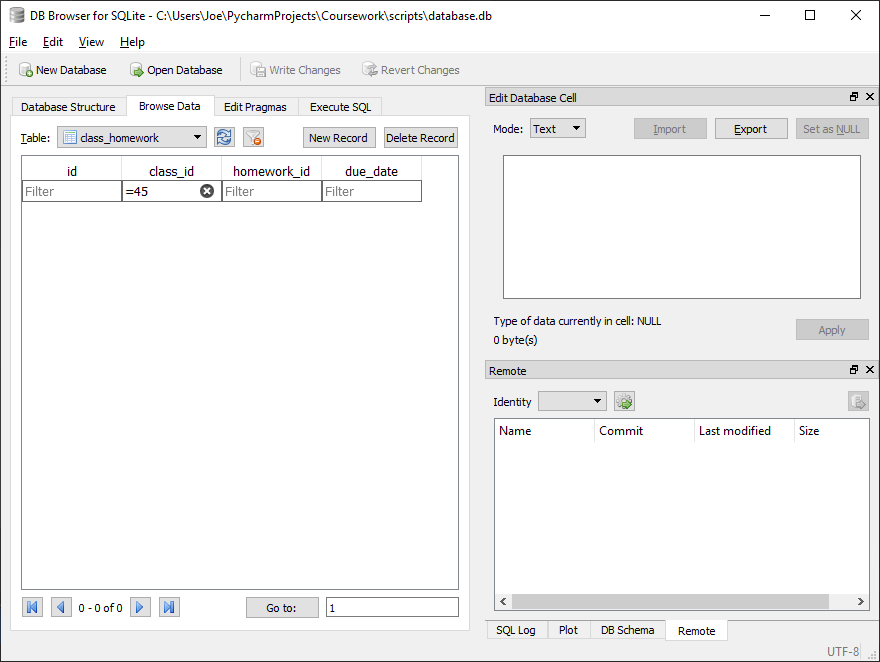 DB Browser for SQLite - C:\Users\Joe\PycharmProjects\Coursework\scripts\database.db
File Edit View Help
New Database Open Database Write Changes Revert Changes
Database Structure Browse Data Edit Pragmas Execute SQL
Table: class_homework New Record Delete Record
id class_id homework_id due_date
Filter =45 Filter Filter
0 - 0 of 0 Go to: 1
Edit Database Cell
Mode: Text Import Export Set as NULL
Type of data currently in cell: NULL
0 byte(s)
Apply
Remote
Identity
Name Commit Last modified Size
SQL Log Plot DB Schema Remote
UTF-8